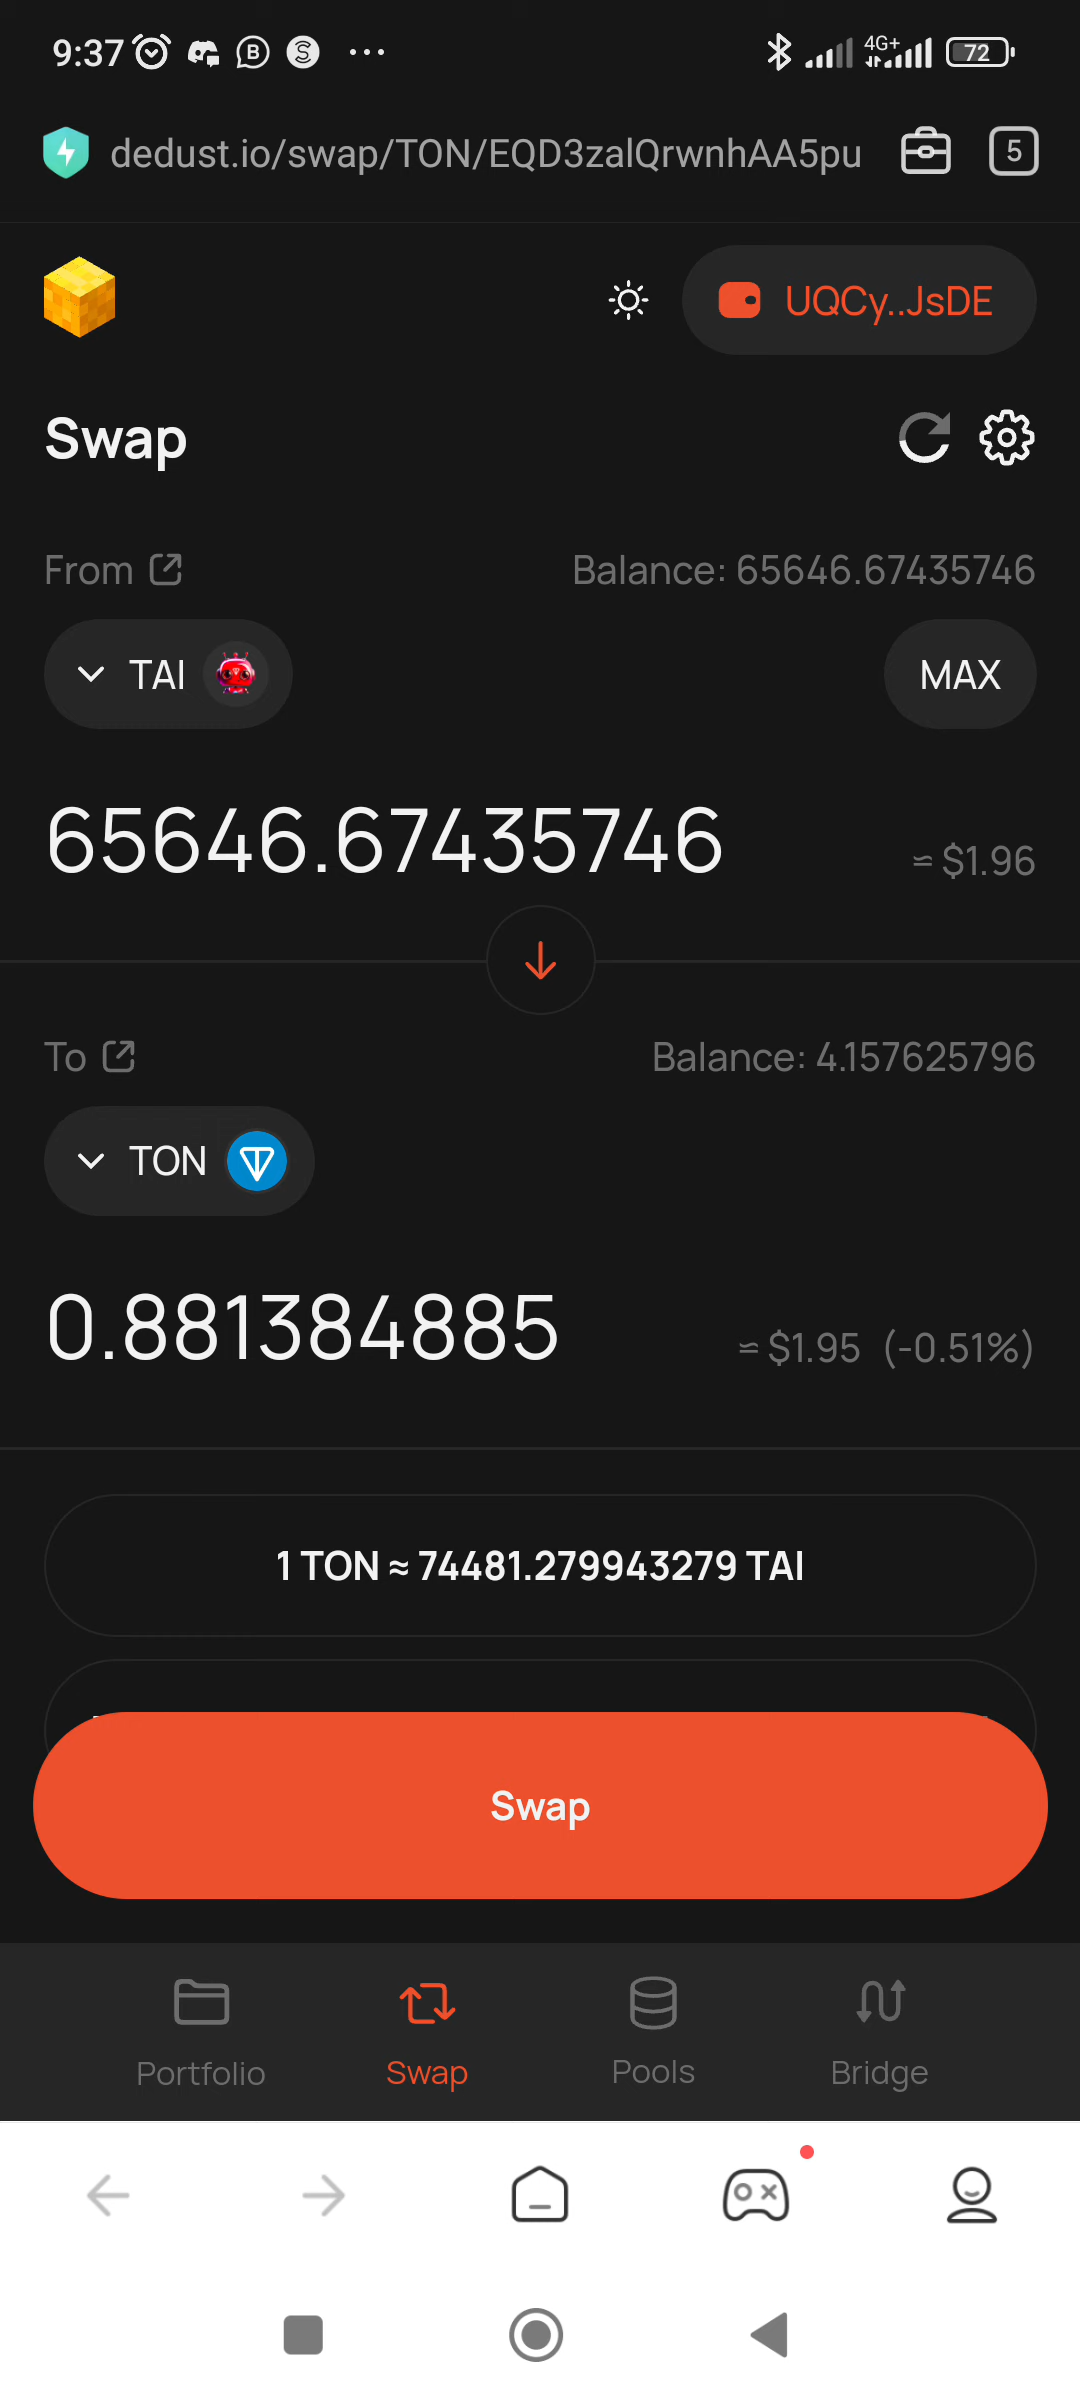 9:37
4G+
72
dedust.io/swap/TON/EQD3zalQrwnhAA5pu
5
UQCy..JsDE
Swap
From
Balance: 65646.67435746
TAI
MAX
65646.67435746
≈ $1.96
To
Balance: 4.157625796
TON
0.881384885
≈ $1.95 (-0.51%)
1 TON ≈ 74481.279943279 TAI
Swap
Portfolio
Swap
Pools
Bridge